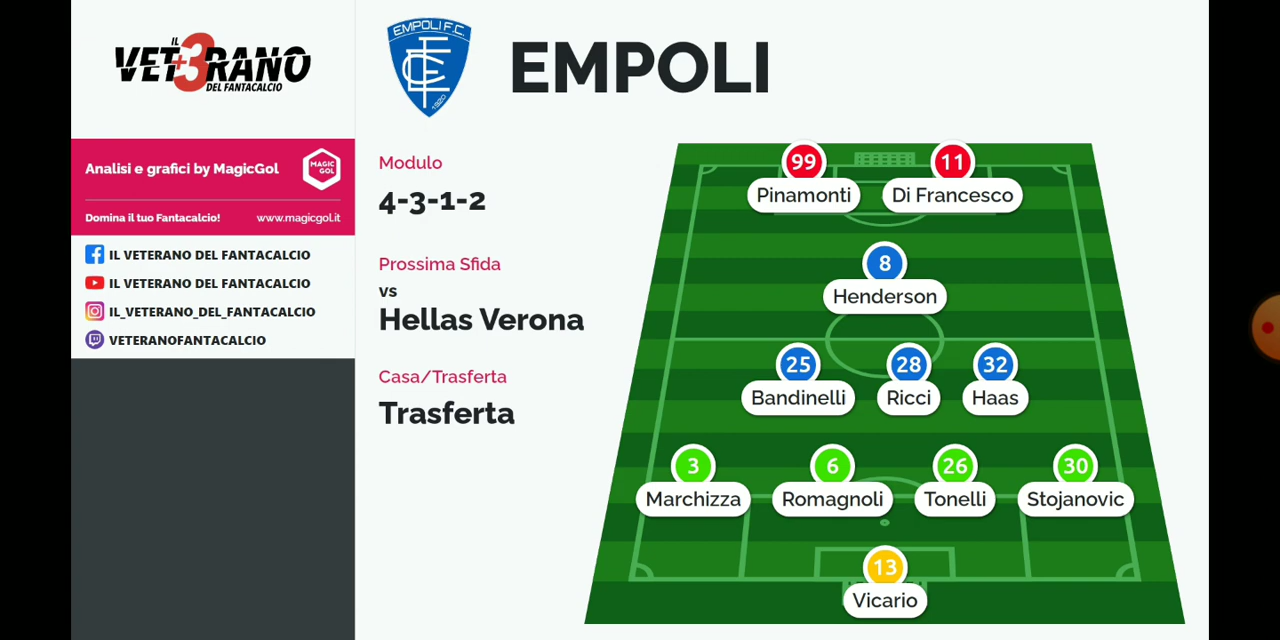 IL
VET+3RANO
DEL FANTACALCIO
Analisi e grafici by MagicGol
MAGIC
GOL
Domina il tuo Fantacalcio! www.magicgol.it
IL VETERANO DEL FANTACALCIO
IL VETERANO DEL FANTACALCIO
IL_VETERANO_DEL_FANTACALCIO
VETERANOFANTACALCIO
EMPOLI F.C.
1920
EMPOLI
Modulo
4-3-1-2
Prossima Sfida
vs
Hellas Verona
Casa/Trasferta
Trasferta
99 11
Pinamonti Di Francesco
8
Henderson
25 28 32
Bandinelli Ricci Haas
3 6 26 30
Marchizza Romagnoli Tonelli Stojanovic
13
Vicario